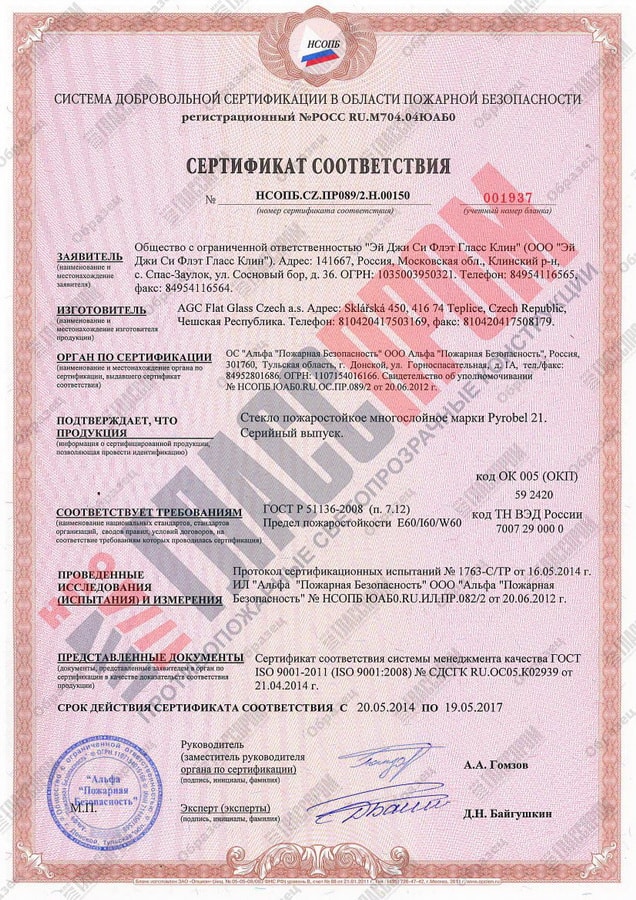 НСОПБ
СИСТЕМА ДОБРОВОЛЬНОЙ СЕРТИФИКАЦИИ В ОБЛАСТИ ПОЖАРНОЙ БЕЗОПАСНОСТИ
регистрационный №РОСС RU.М704.04ЮАБ0
СЕРТИФИКАТ СООТВЕТСТВИЯ
№ НСОПБ.CZ.ПР089/2.Н.00150 001937
(номер сертификата соответствия) (учетный номер бланка)
ЗАЯВИТЕЛЬ
(наименование и
местонахождение
заявителя)
Общество с ограниченной ответственностью "Эй Джи Си Флэт Гласс Клин" (ООО "Эй
Джи Си Флэт Гласс Клин"). Адрес: 141667, Россия, Московская обл., Клинский р-н,
с. Спас-Заулок, ул. Сосновый бор, д. 36. ОГРН: 1035003950321. Телефон: 84954116565,
факс: 84954116564.
ИЗГОТОВИТЕЛЬ
(наименование и
местонахождение изготовителя
продукции)
AGC Flat Glass Czech a.s. Адрес: Sklářská 450, 416 74 Teplice, Czech Republic,
Чешская Республика. Телефон: 810420417503169, факс: 810420417508179.
ОРГАН ПО СЕРТИФИКАЦИИ
(наименование и местонахождение органа по
сертификации, выдавшего сертификат
соответствия)
ОС "Альфа "Пожарная Безопасность" ООО Альфа "Пожарная Безопасность", Россия,
301760, Тульская область, г. Донской, ул. Горноспасательная, д. 1А, тел./факс:
84952801686, ОГРН: 1107154016166. Свидетельство об уполномочивании
№ НСОПБ ЮАБ0.RU.ОС.ПР.089/2 от 20.06.2012 г.
ПОДТВЕРЖДАЕТ, ЧТО
ПРОДУКЦИЯ
(информация о сертифицированной продукции,
позволяющая провести идентификацию)
Стекло пожаростойкое многослойное марки Pyrobel 21.
Серийный выпуск.
код ОК 005 (ОКП)
59 2420
код ТН ВЭД России
7007 29 000 0
СООТВЕТСТВУЕТ ТРЕБОВАНИЯМ
(наименование национальных стандартов, стандартов
организаций, сводов правил, условий договоров, на
соответствие требованиям которых проводилась сертификация)
ГОСТ Р 51136-2008 (п. 7.12)
Предел пожаростойкости E60/I60/W60
ПРОВЕДЕННЫЕ
ИССЛЕДОВАНИЯ
(ИСПЫТАНИЯ) И ИЗМЕРЕНИЯ
Протокол сертификационных испытаний № 1763-С/ТР от 16.05.2014 г.
ИЛ "Альфа "Пожарная Безопасность" ООО "Альфа "Пожарная
Безопасность" № НСОПБ ЮАБ0.RU.ИЛ.ПР.082/2 от 20.06.2012 г.
ПРЕДСТАВЛЕННЫЕ ДОКУМЕНТЫ
(документы, представленные заявителем в орган по
сертификации в качестве доказательств соответствия
продукции)
Сертификат соответствия системы менеджмента качества ГОСТ
ISO 9001-2011 (ISO 9001:2008) № СДСГК RU.ОС05.К02939 от
21.04.2014 г.
СРОК ДЕЙСТВИЯ СЕРТИФИКАТА СООТВЕТСТВИЯ С 20.05.2014 ПО 19.05.2017
Руководитель
(заместитель руководителя
органа по сертификации)
(подпись, инициалы, фамилия)
А.А. Гомзов
Эксперт (эксперты)
(подпись, инициалы, фамилия)
Д.Н. Байгушкин
М.П.
"Альфа
"Пожарная
Безопасность"
ГЛАССПРОМ
ПРОТИВОПОЖАРНЫЕ СВЕТОПРОЗРАЧНЫЕ КОНСТРУКЦИИ
Образец